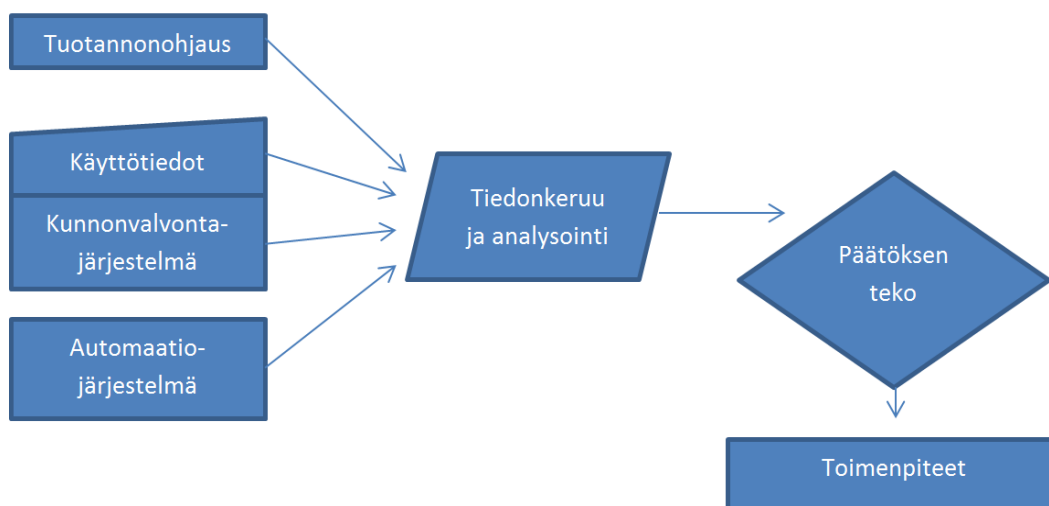 Tuotannonohjaus
Käyttötiedot
Kunnonvalvonta-
järjestelmä
Automaatio-
järjestelmä
Tiedonkeruu
ja analysointi
Päätöksen
teko
Toimenpiteet